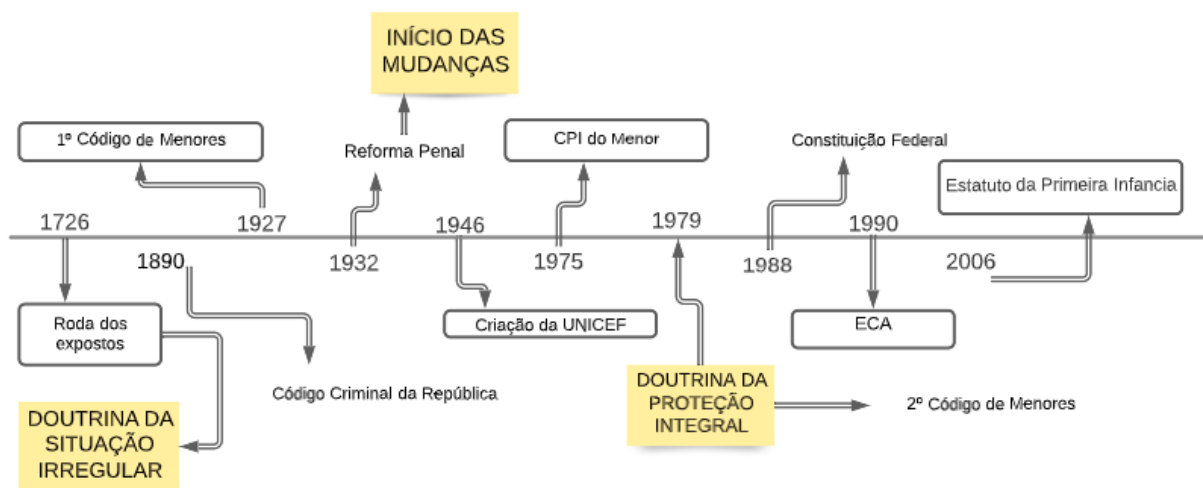 INÍCIO DAS
MUDANÇAS
1º Código de Menores
Reforma Penal
CPI do Menor
Constituição Federal
Estatuto da Primeira Infancia
1726
1927
1946
1979
1990
1890
1932
1975
1988
2006
Roda dos
expostos
Criação da UNICEF
ECA
Código Criminal da República
DOUTRINA DA
PROTEÇÃO
INTEGRAL
2º Código de Menores
DOUTRINA DA
SITUAÇÃO
IRREGULAR